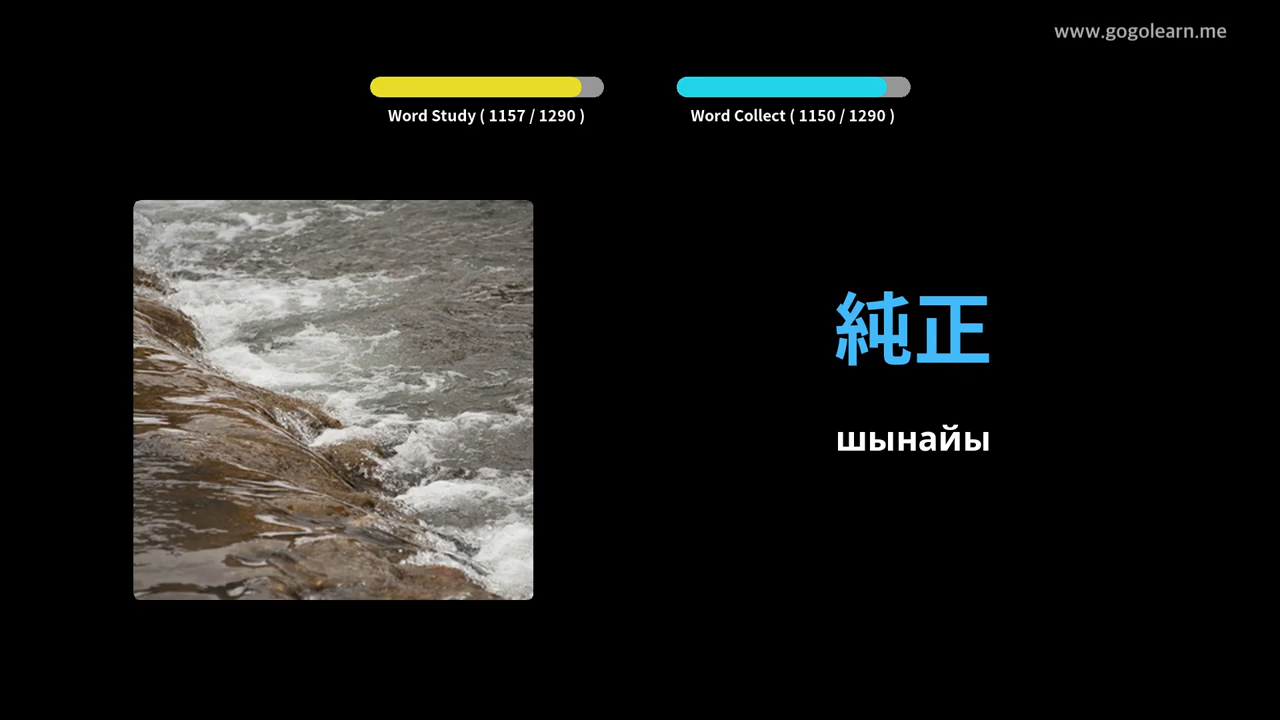 www.gogolearn.me
Word Study ( 1157 / 1290 )
Word Collect ( 1150 / 1290 )
純正
шынайы